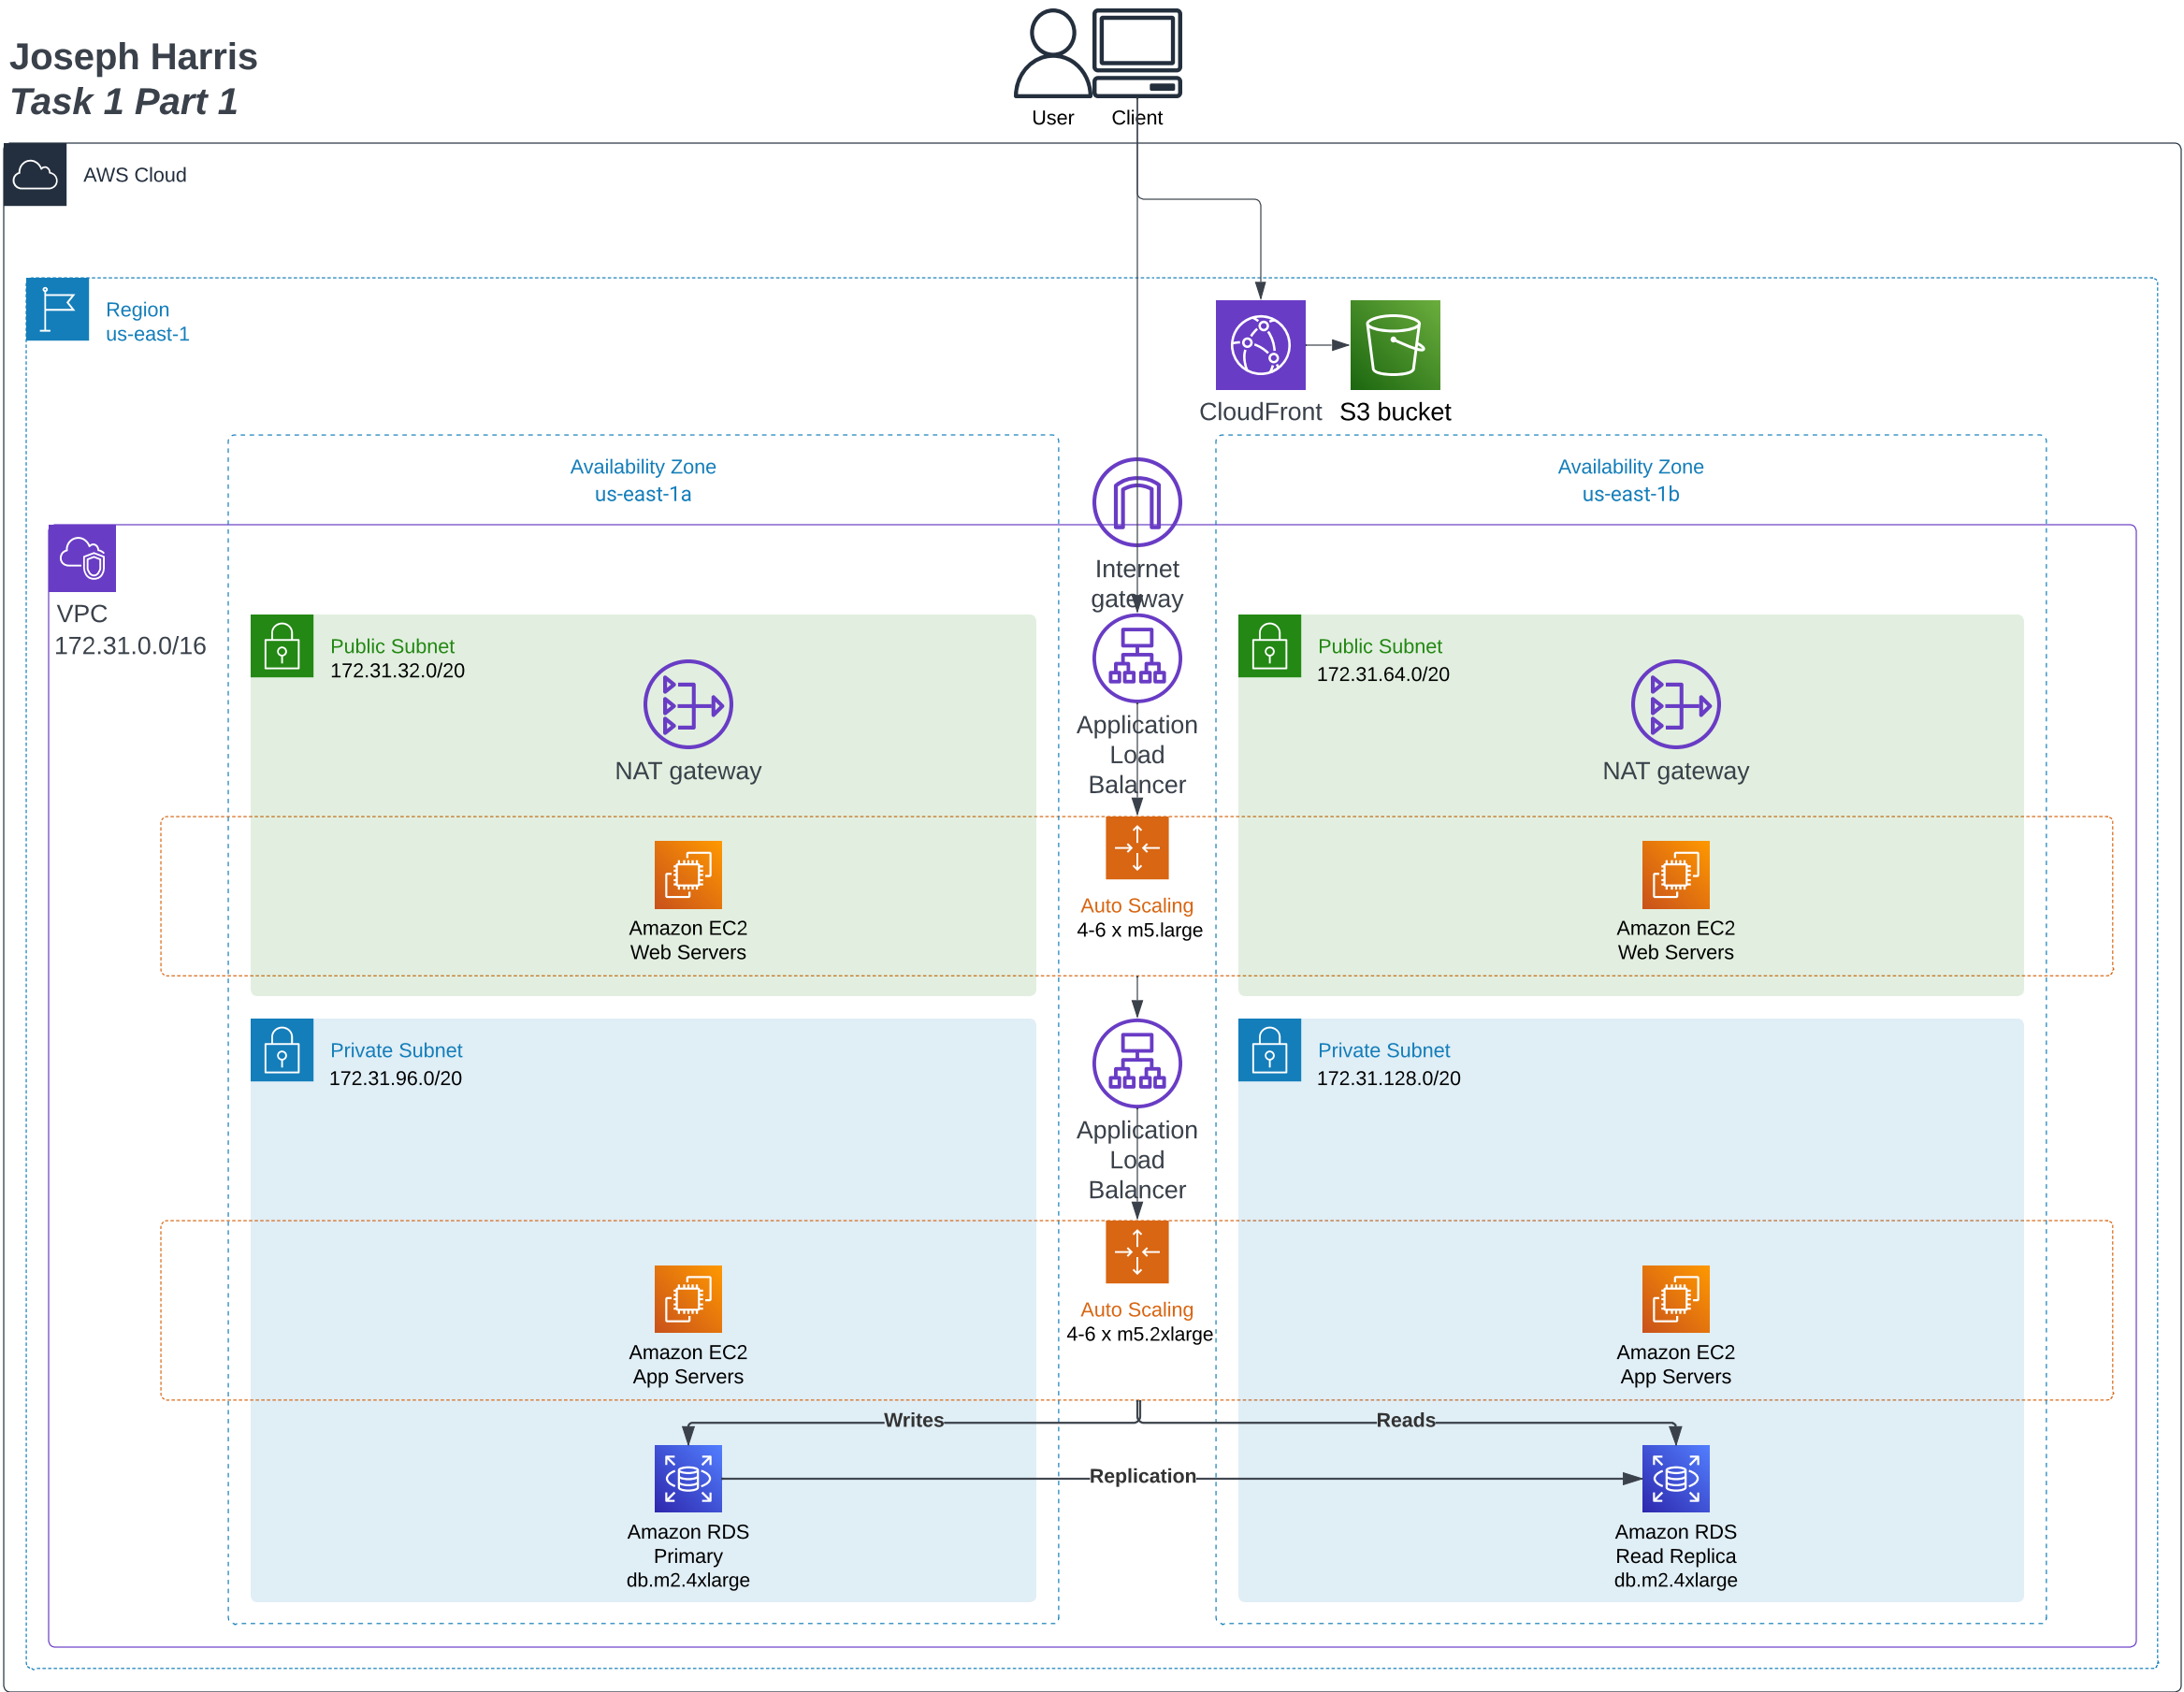 Joseph Harris
Task 1 Part 1
User
Client
AWS Cloud
Region
us-east-1
CloudFront
S3 bucket
Availability Zone
us-east-1a
Availability Zone
us-east-1b
Internet
gateway
VPC
172.31.0.0/16
Public Subnet
172.31.32.0/20
NAT gateway
Application
Load
Balancer
Public Subnet
172.31.64.0/20
NAT gateway
Amazon EC2
Web Servers
Auto Scaling
4-6 x m5.large
Amazon EC2
Web Servers
Private Subnet
172.31.96.0/20
Application
Load
Balancer
Private Subnet
172.31.128.0/20
Amazon EC2
App Servers
Auto Scaling
4-6 x m5.2xlarge
Amazon EC2
App Servers
Writes
Reads
Replication
Amazon RDS
Primary
db.m2.4xlarge
Amazon RDS
Read Replica
db.m2.4xlarge